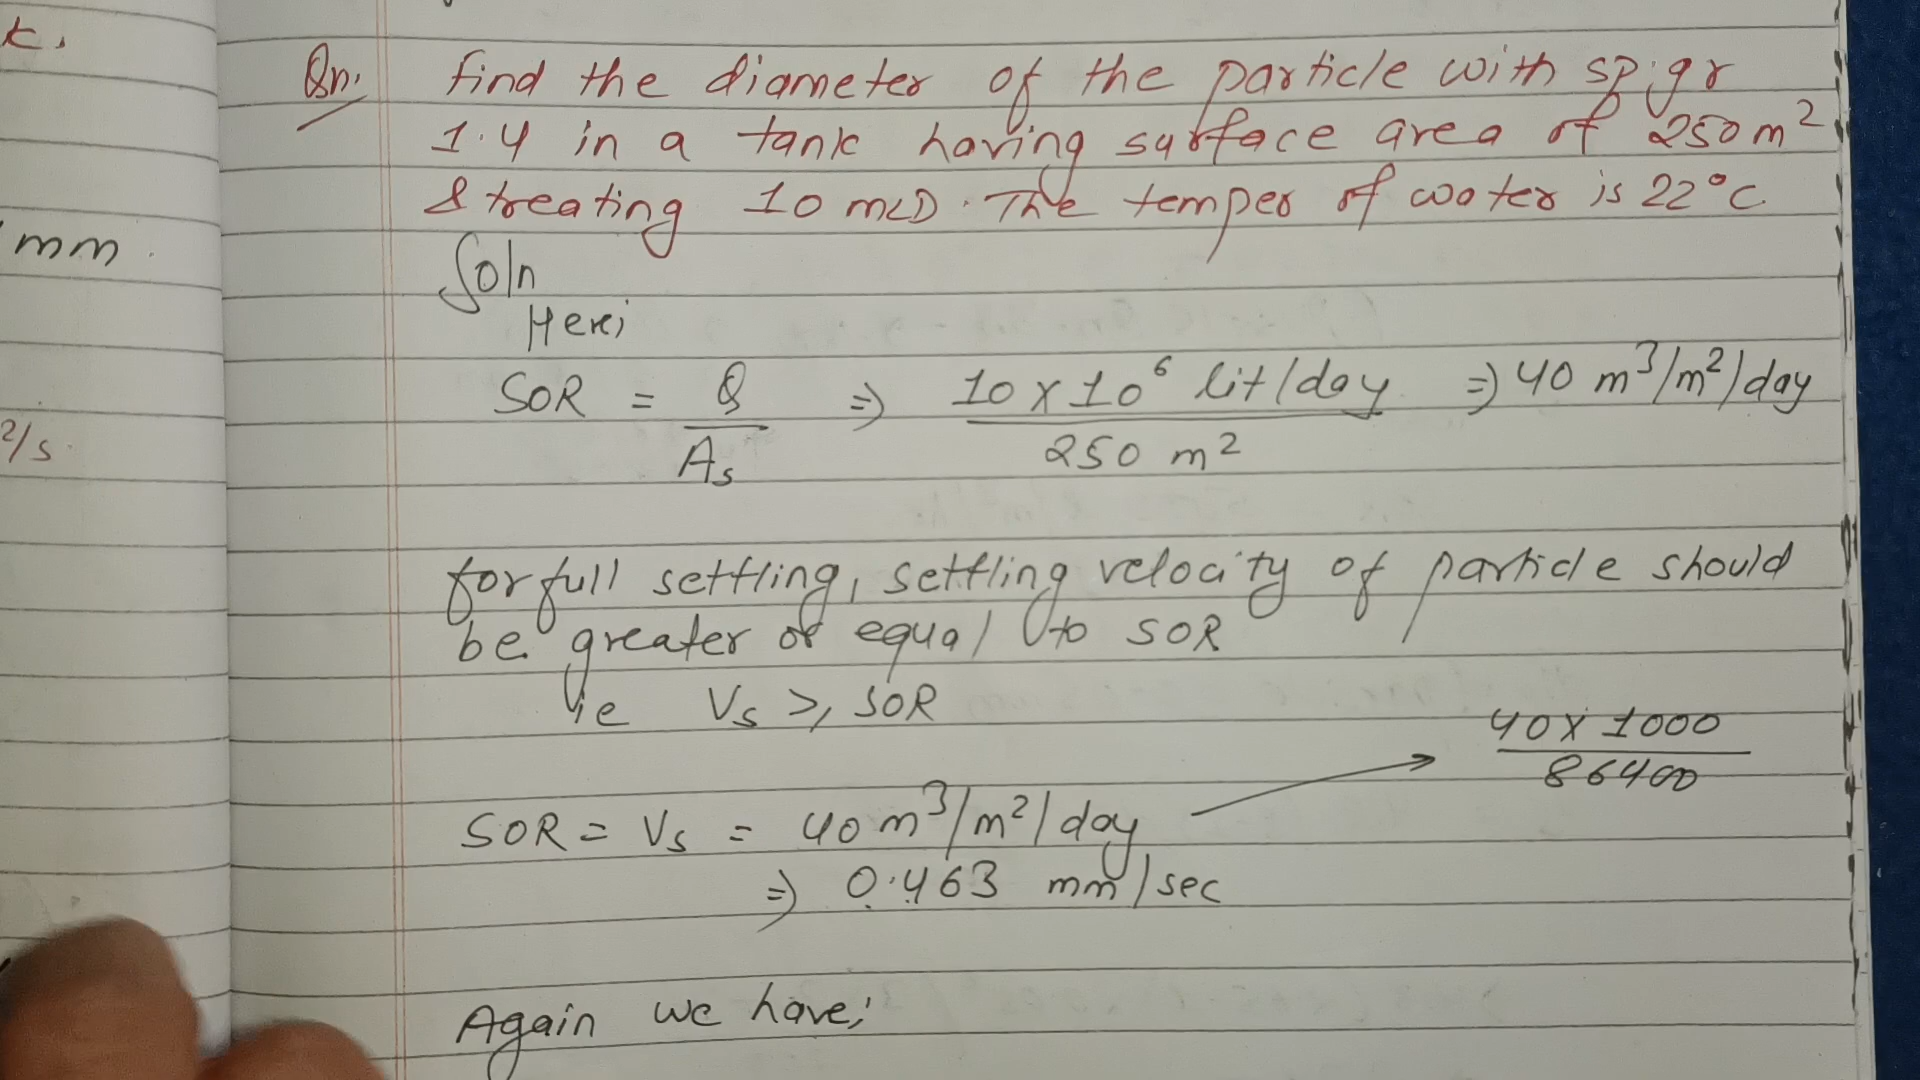 t.
mm.
²/s.
Qn. find the diameter of the particle with sp.gr
1.4 in a tank having surface area of 250 m²
& treating 10 MLD. The temper of water is 22°C
Soln
Here;
SOR = Q / As ⇒ 10 x 10⁶ lit/day / 250 m² ⇒ 40 m³/m²/day
for full settling, settling velocity of particle should
be greater or equal to SOR
ie Vs ≥ SOR
40 x 1000 / 86400
SOR = Vs = 40 m³/m²/day →
⇒ 0.463 mm/sec
Again we have;